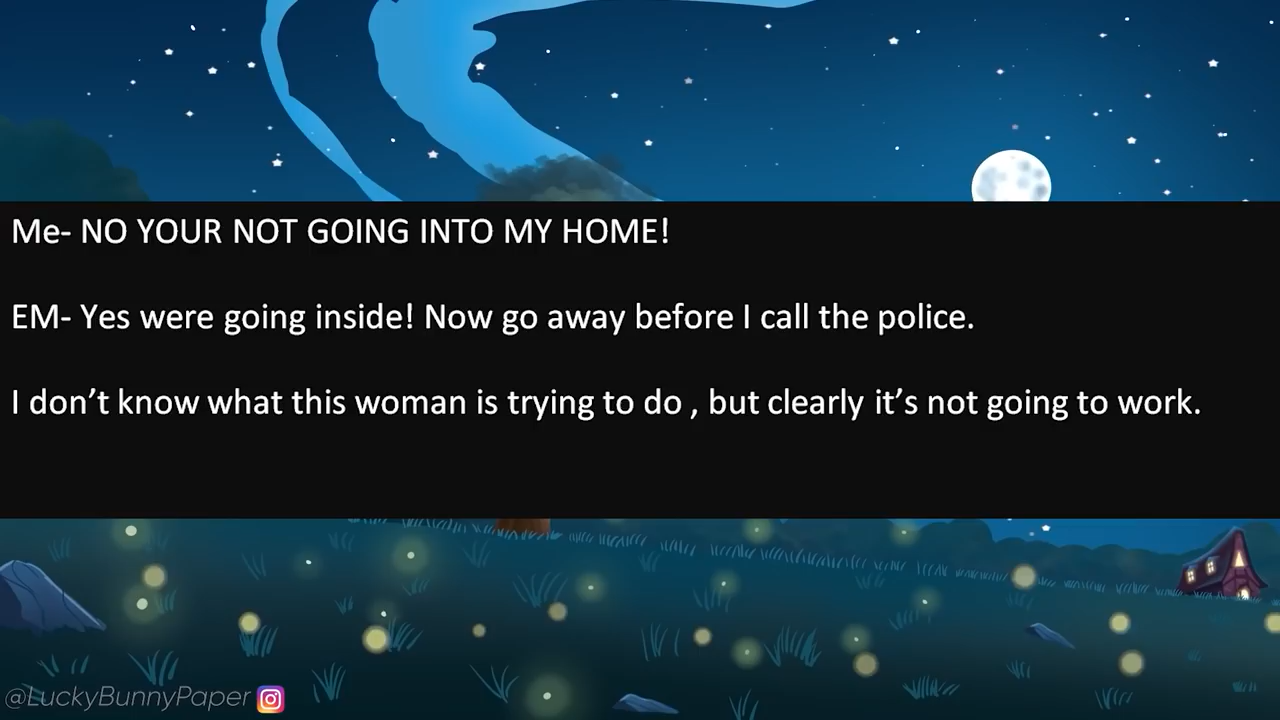 Me- NO YOUR NOT GOING INTO MY HOME!
EM- Yes were going inside! Now go away before I call the police.
I don’t know what this woman is trying to do , but clearly it’s not going to work.
@LuckyBunnyPaper